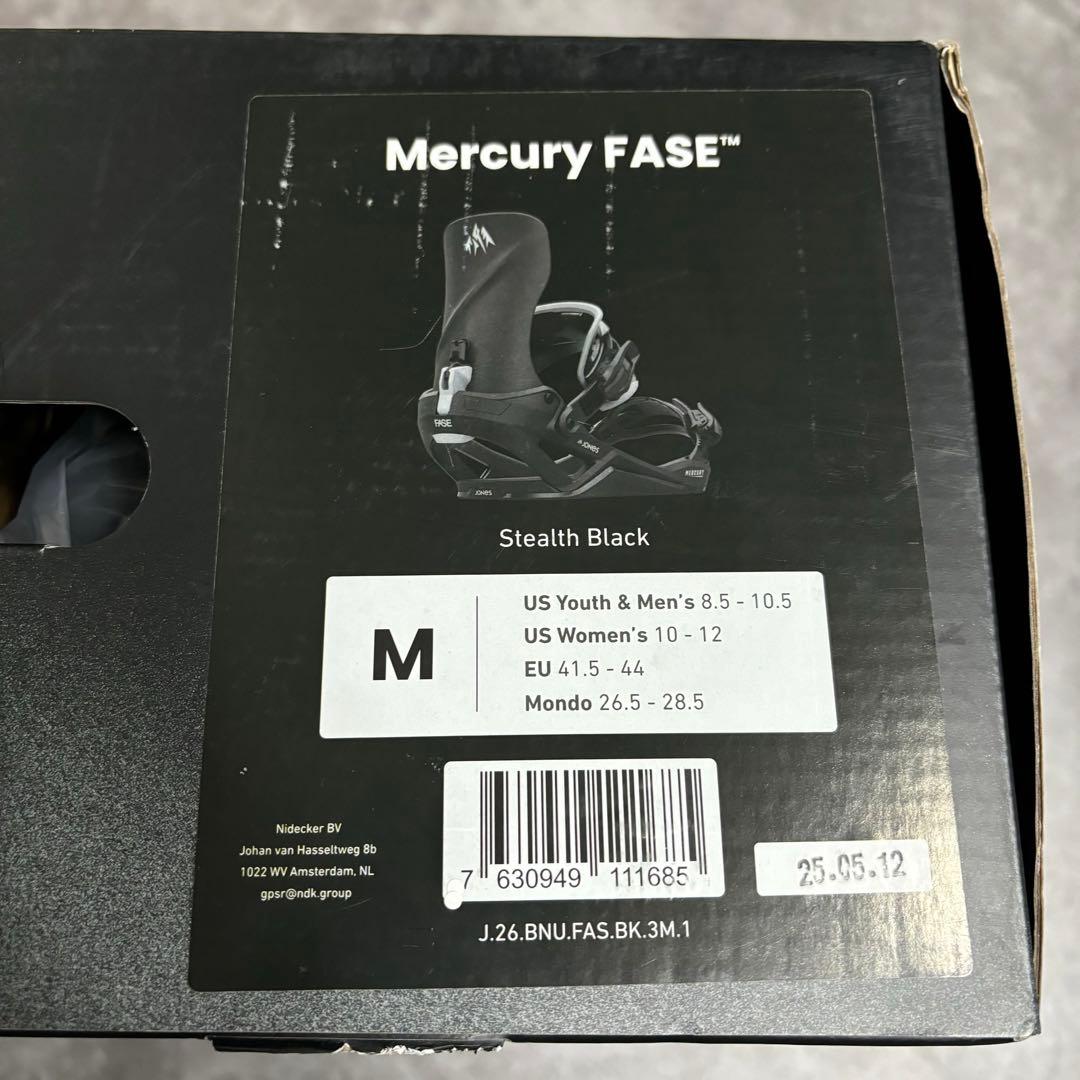 Mercury FASE™
FASE
JONES
JONES
MERCURY
Stealth Black
M
US Youth & Men's 8.5 - 10.5
US Women's 10 - 12
EU 41.5 - 44
Mondo 26.5 - 28.5
Nidecker BV
Johan van Hasseltweg 8b
1022 WV Amsterdam, NL
gpsr@ndk.group
7 630949 111685
25.05.12
J.26.BNU.FAS.BK.3M.1